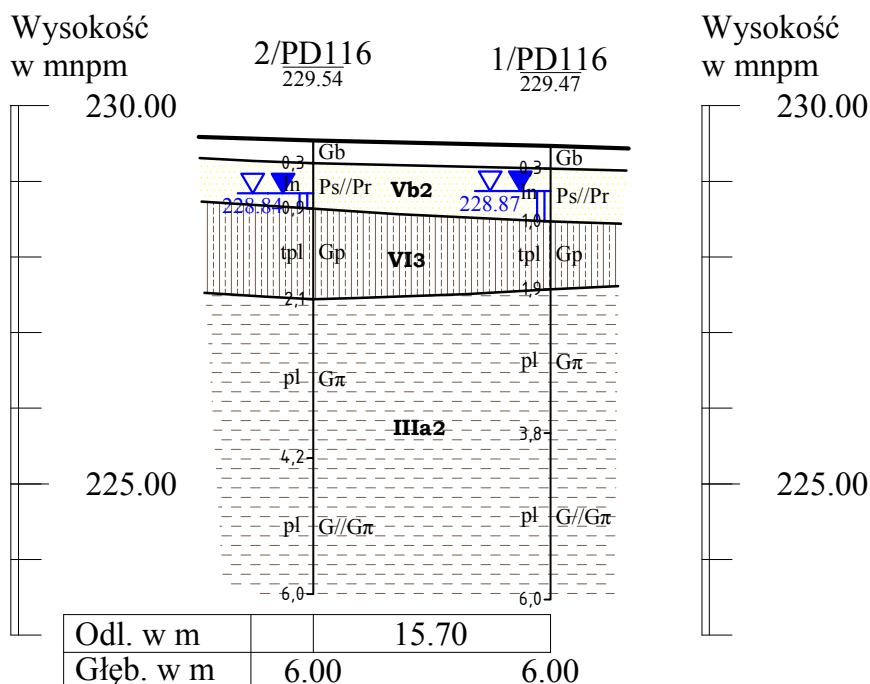 Wysokość
w mnpm
2/PD116
229.54
1/PD116
229.47
Wysokość
w mnpm
230.00
230.00
Gb
Gb
0,3
0,3
ln
Ps//Pr
Vb2
ln
Ps//Pr
228.84
0,9
228.87
1,0
tpl
Gp
VI3
tpl
Gp
2,1
1,9
pl
Gπ
pl
Gπ
IIIa2
3,8
4,2
225.00
225.00
pl
G//Gπ
pl
G//Gπ
6,0
6,0
Odl. w m
15.70
Głęb. w m
6.00
6.00